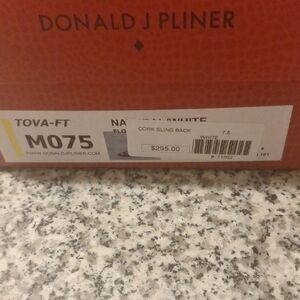 DONALD J PLINER
TOVA-FT
M075
WWW.DONALDJPLINER.COM
CORK SLING BACK
$295.00
WHITE
7.5